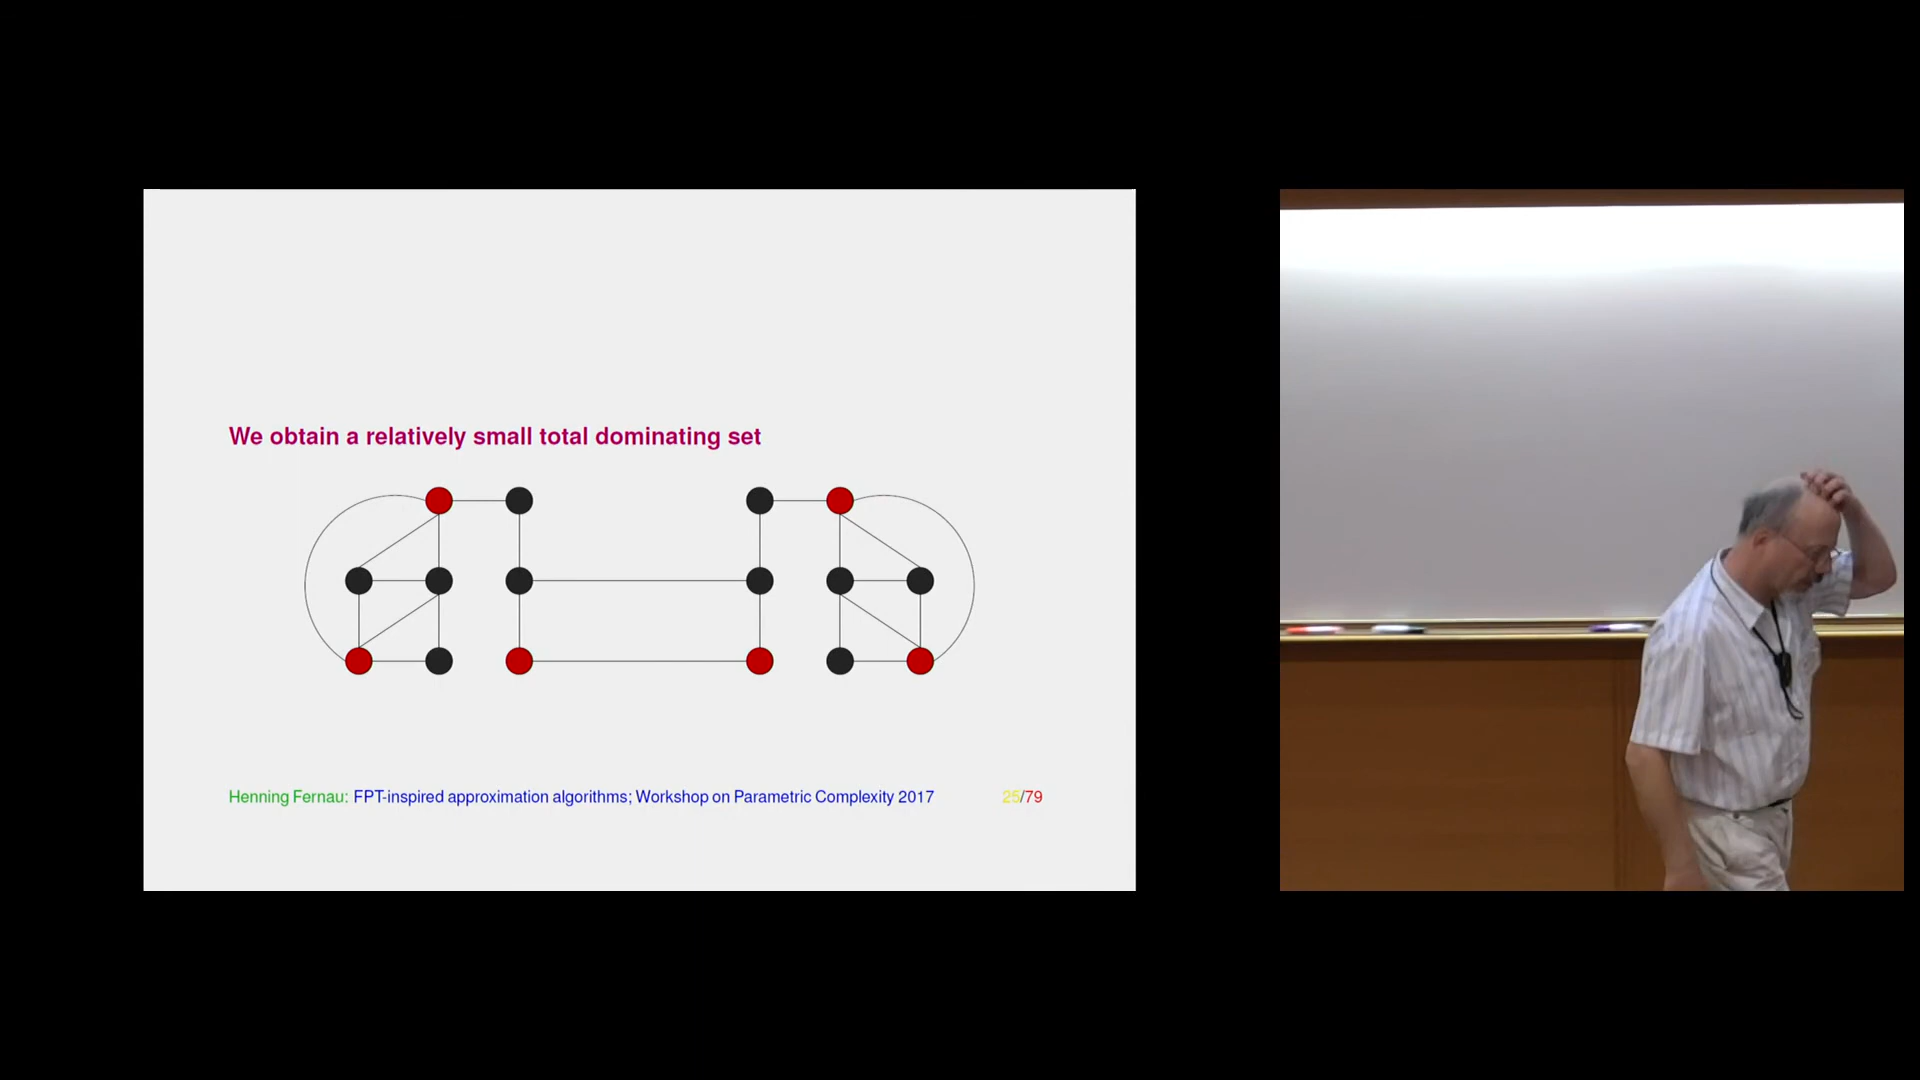 We obtain a relatively small total dominating set
Henning Fernau: FPT-inspired approximation algorithms; Workshop on Parametric Complexity 2017 25/79